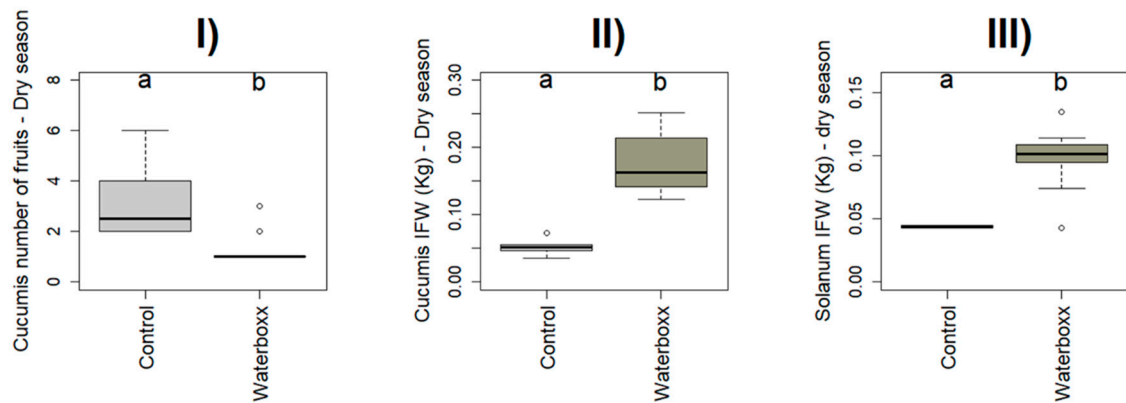 I)
Cucumis number of fruits - Dry season
8
6
4
2
0
a
b
Control
Waterboxx
II)
Cucumis IFW (Kg) - Dry season
0.30
0.20
0.10
0.00
a
b
Control
Waterboxx
III)
Solanum IFW (Kg) - dry season
0.15
0.10
0.05
0.00
a
b
Control
Waterboxx